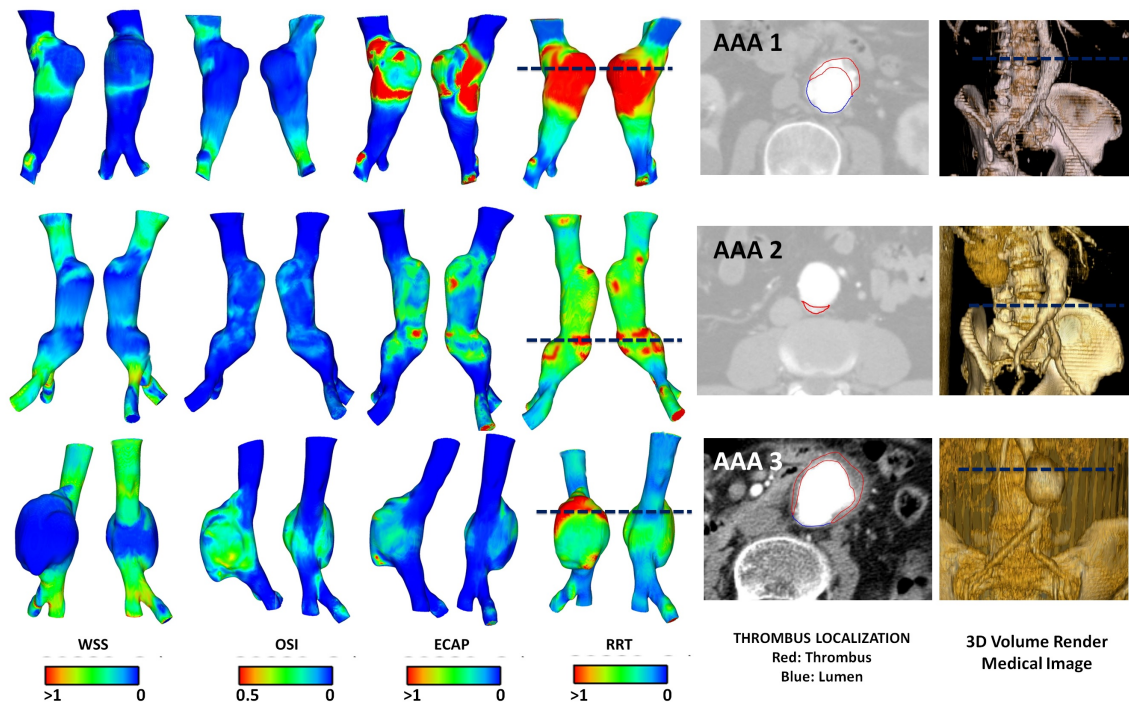 AAA 1
AAA 2
AAA 3
WSS
OSI
ECAP
RRT
THROMBUS LOCALIZATION
Red: Thrombus
Blue: Lumen
3D Volume Render
Medical Image
>1 0
0.5 0
>1 0
>1 0